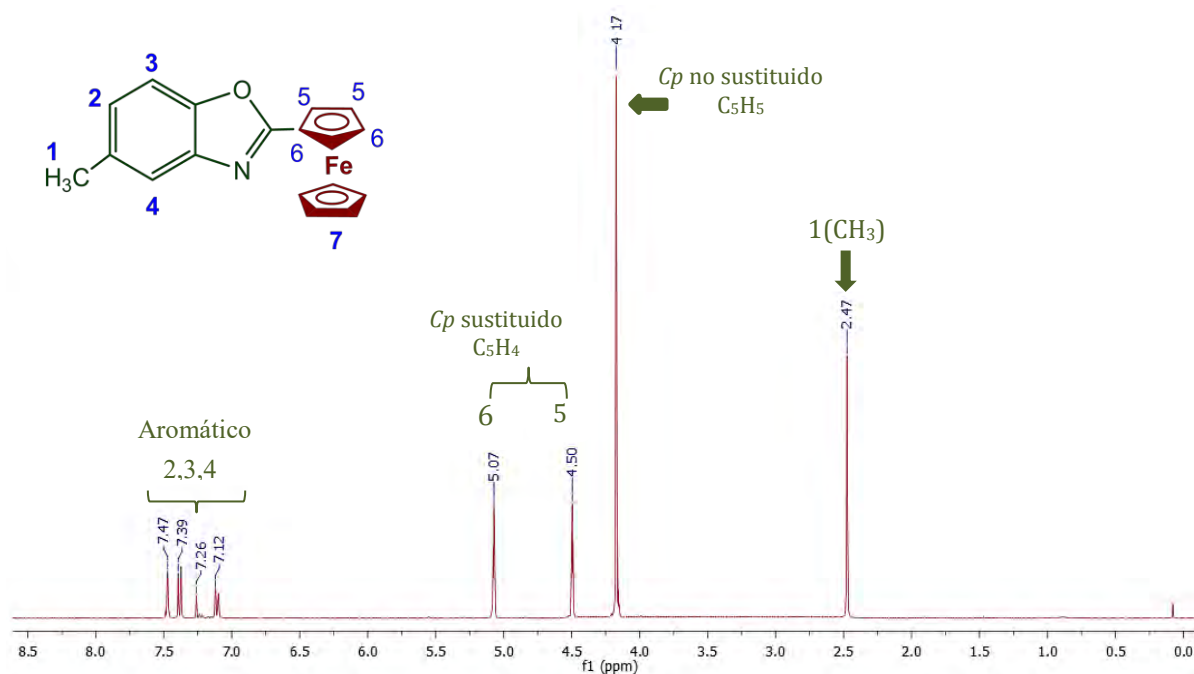 3
O
2
5
5
6
1
6
Fe
N
H₃C
4
7
4 17
Cp no sustituido
C₅H₅
1(CH₃)
2.47
Cp sustituido
C₅H₄
6
5
5.07
4.50
Aromático
2,3,4
7.47
7.39
7.26
7.12
8.5 8.0 7.5 7.0 6.5 6.0 5.5 5.0 4.5 4.0 3.5 3.0 2.5 2.0 1.5 1.0 0.5 0.0
f1 (ppm)